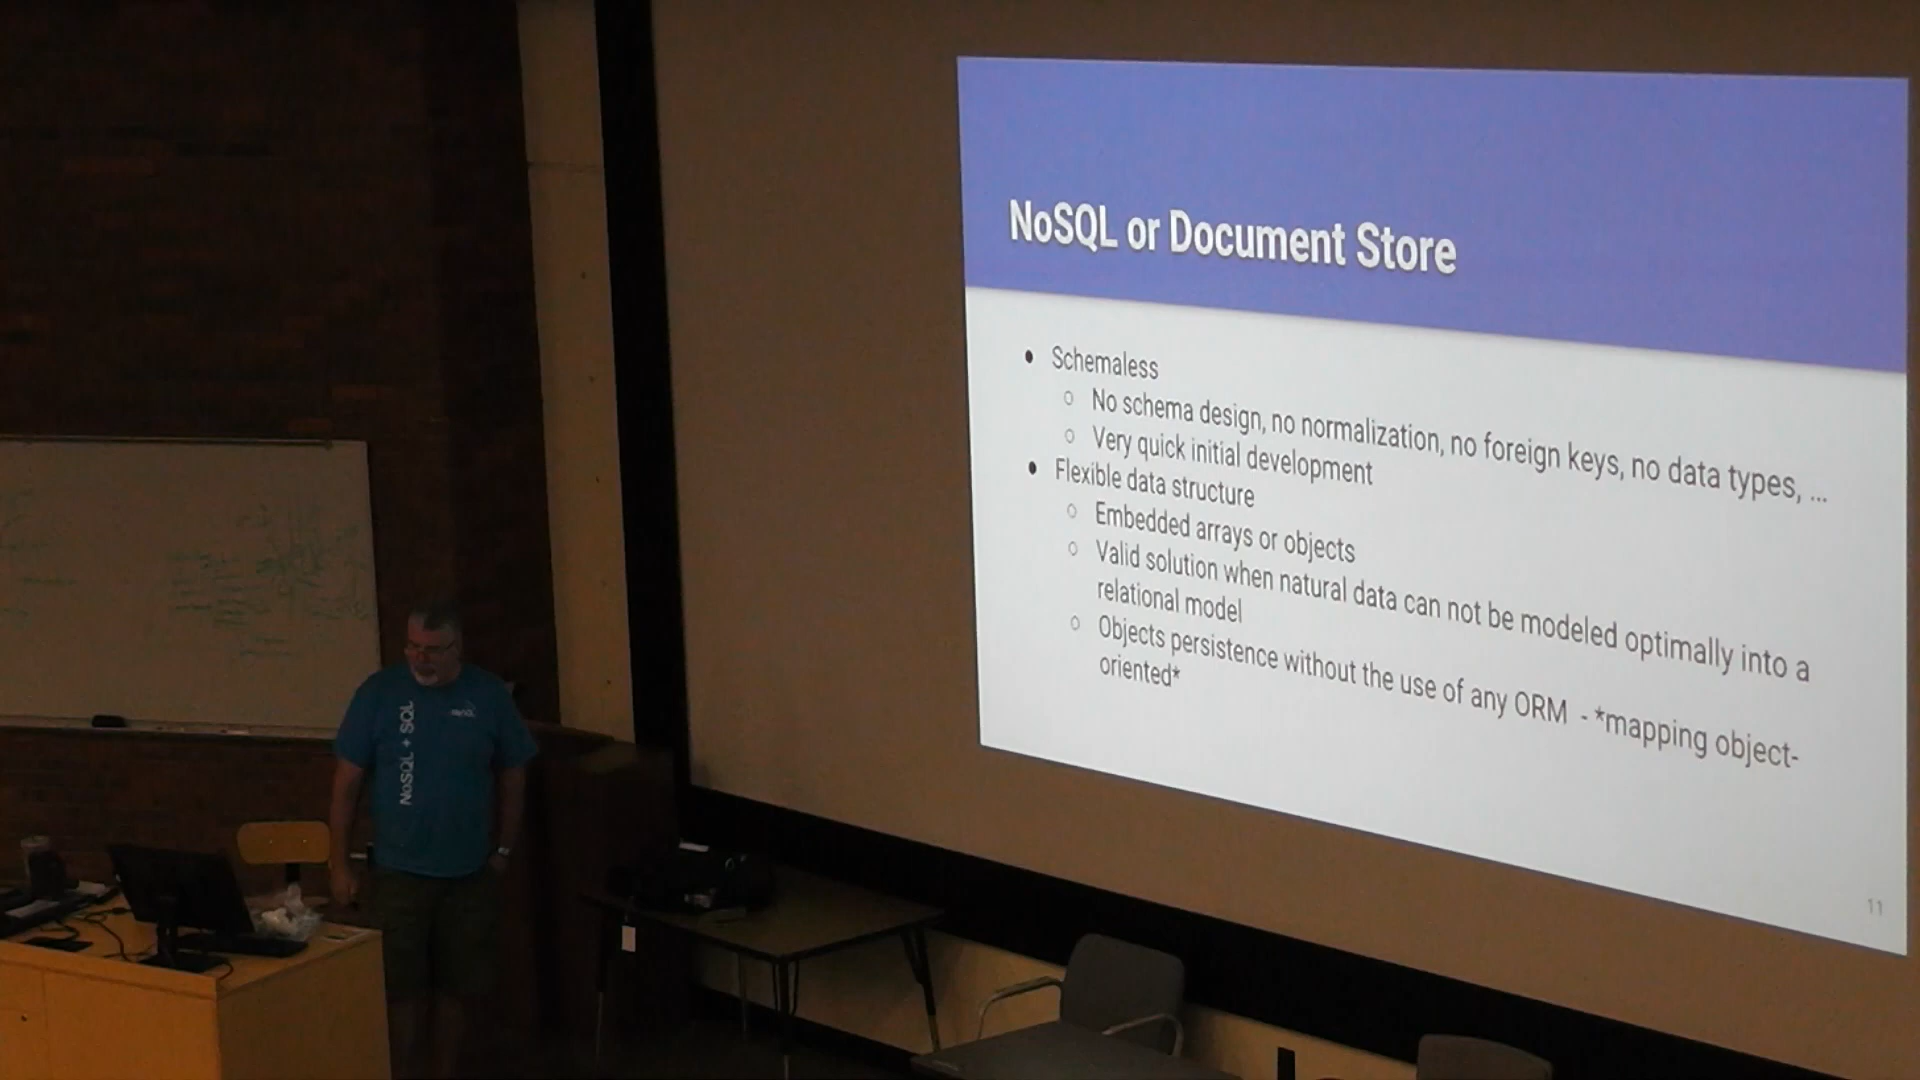 NoSQL or Document Store
● Schemaless
○ No schema design, no normalization, no foreign keys, no data types, ...
○ Very quick initial development
● Flexible data structure
○ Embedded arrays or objects
○ Valid solution when natural data can not be modeled optimally into a
relational model
○ Objects persistence without the use of any ORM - *mapping object-
oriented*
11
NoSQL + SQL